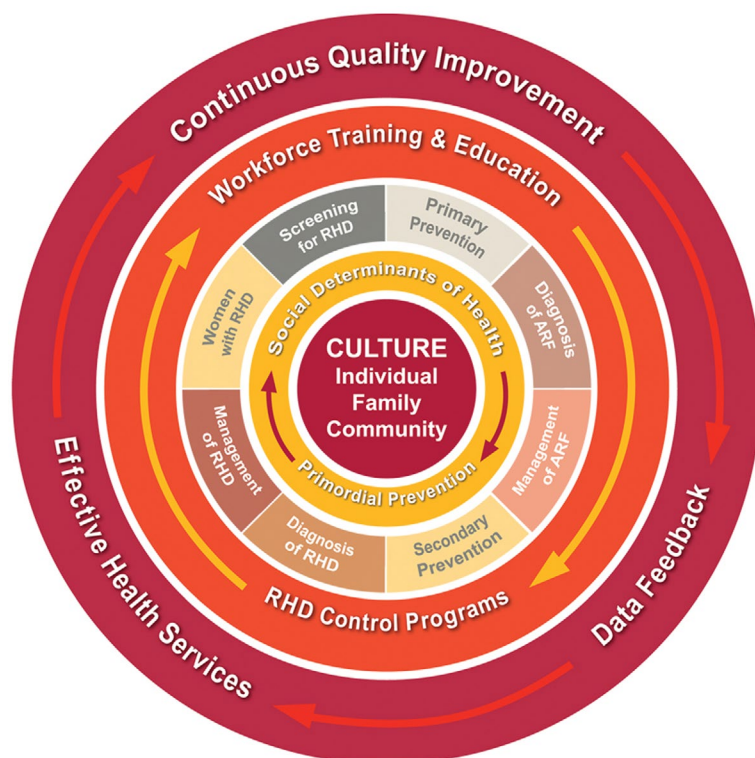 Continuous Quality Improvement
Data Feedback
Effective Health Services
Workforce Training & Education
RHD Control Programs
Primary
Prevention
Diagnosis
of ARF
Management
of ARF
Secondary
Prevention
Diagnosis
of RHD
Management
of RHD
Women
with RHD
Screening
for RHD
Social Determinants of Health
Primordial Prevention
CULTURE
Individual
Family
Community